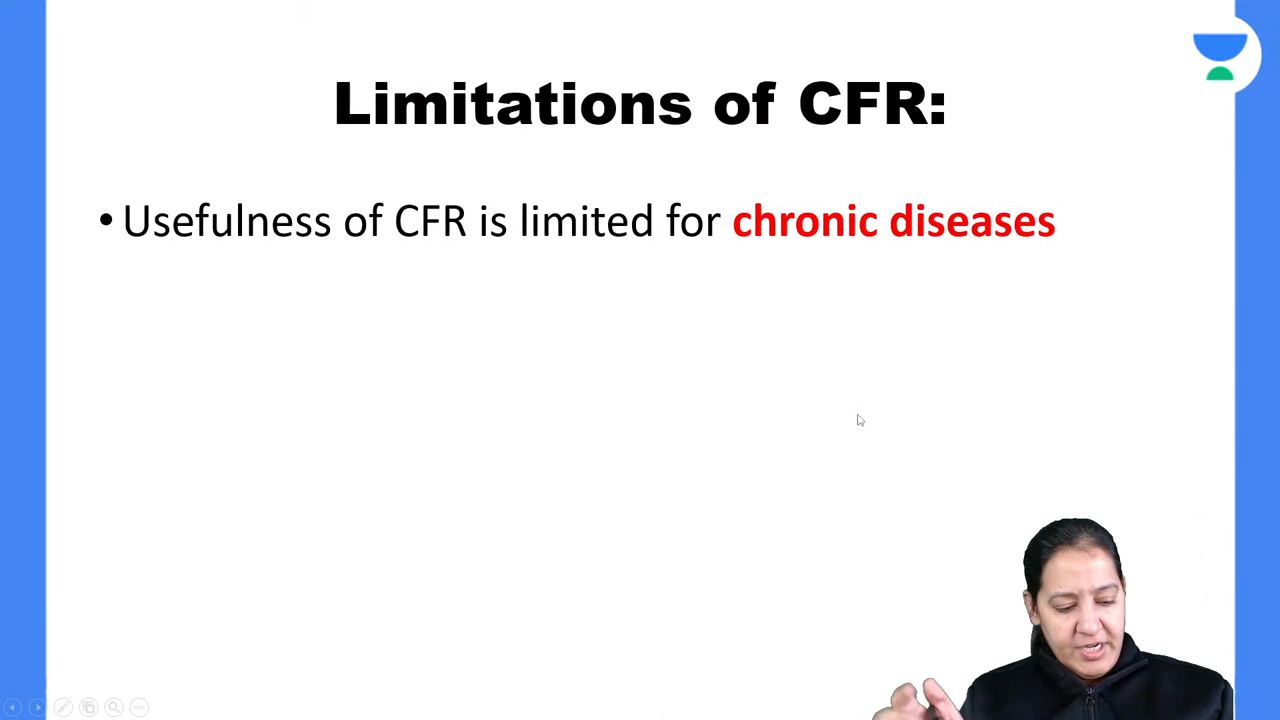 Limitations of CFR:
• Usefulness of CFR is limited for chronic diseases